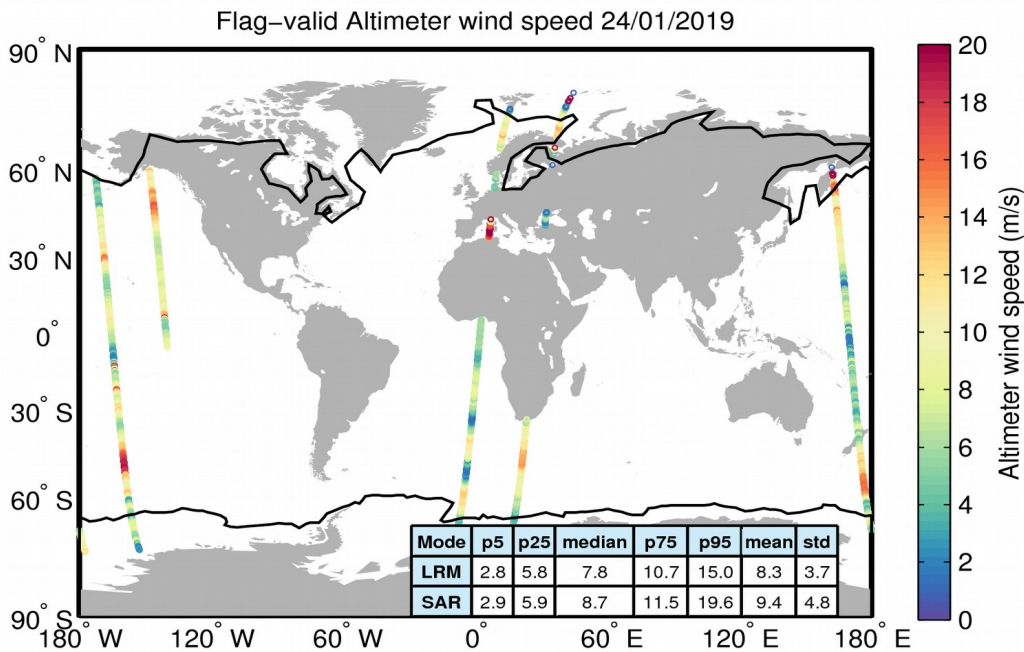 Flag−valid Altimeter wind speed 24/01/2019
90° N
60° N
30° N
0°
30° S
60° S
90° S
180° W
120° W
60° W
0°
60° E
120° E
180° E
Mode p5 p25 median p75 p95 mean std
LRM 2.8 5.8 7.8 10.7 15.0 8.3 3.7
SAR 2.9 5.9 8.7 11.5 19.6 9.4 4.8
20
18
16
14
12
10
8
6
4
2
0
Altimeter wind speed (m/s)